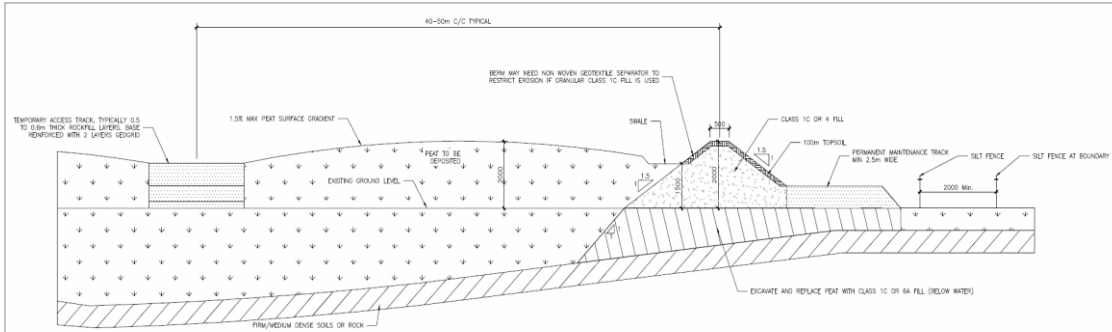 40-50m C/C TYPICAL
BERM MAY NEED NON WOVEN GEOTEXTILE SEPARATOR TO
RESTRICT EROSION IF GRANULAR CLASS 1C FILL IS USED
TEMPORARY ACCESS TRACK, TYPICALLY 0.5
TO 0.6m THICK ROCKFILL LAYERS. BASE
REINFORCED WITH 2 LAYERS GEOGRID
1.5% MAX PEAT SURFACE GRADIENT
SWALE
500
CLASS 1C OR 4 FILL
100m TOPSOIL
PERMANENT MAINTENANCE TRACK
MIN 2.5m WIDE
SILT FENCE
SILT FENCE AT BOUNDARY
PEAT TO BE
DEPOSITED
2000
1.5
1
1500
2000
1.5
1
2000 Min.
EXISTING GROUND LEVEL
1
1
EXCAVATE AND REPLACE PEAT WITH CLASS 1C OR 6A FILL (BELOW WATER)
FIRM/MEDIUM DENSE SOILS OR ROCK